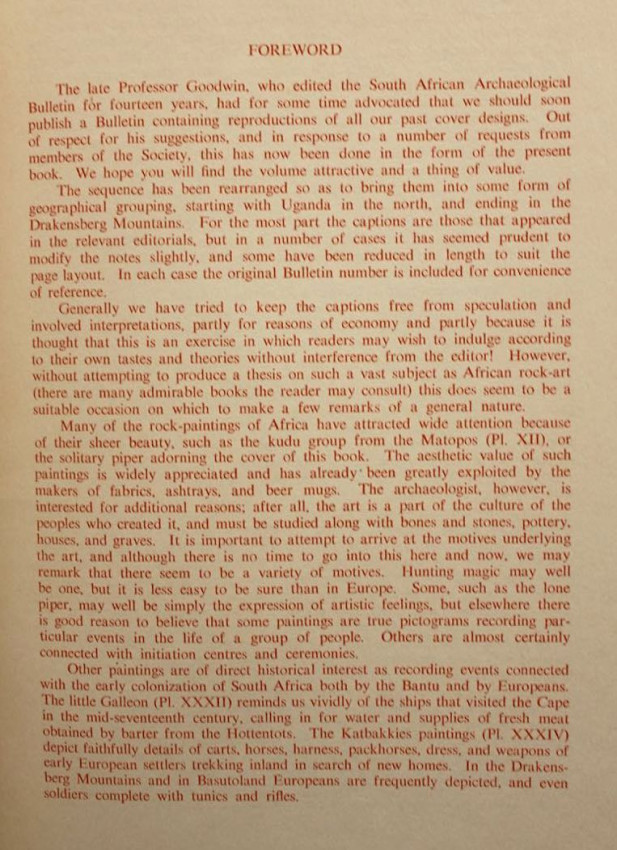 FOREWORD
The late Professor Goodwin, who edited the South African Archaeological
Bulletin for fourteen years, had for some time advocated that we should soon
publish a Bulletin containing reproductions of all our past cover designs. Out
of respect for his suggestions, and in response to a number of requests from
members of the Society, this has now been done in the form of the present
book. We hope you will find the volume attractive and a thing of value.
The sequence has been rearranged so as to bring them into some form of
geographical grouping, starting with Uganda in the north, and ending in the
Drakensberg Mountains. For the most part the captions are those that appeared
in the relevant editorials, but in a number of cases it has seemed prudent to
modify the notes slightly, and some have been reduced in length to suit the
page layout. In each case the original Bulletin number is included for convenience
of reference.
Generally we have tried to keep the captions free from speculation and
involved interpretations, partly for reasons of economy and partly because it is
thought that this is an exercise in which readers may wish to indulge according
to their own tastes and theories without interference from the editor! However,
without attempting to produce a thesis on such a vast subject as African rock-art
(there are many admirable books the reader may consult) this does seem to be a
suitable occasion on which to make a few remarks of a general nature.
Many of the rock-paintings of Africa have attracted wide attention because
of their sheer beauty, such as the kudu group from the Matopos (Pl. XII), or
the solitary piper adorning the cover of this book. The aesthetic value of such
paintings is widely appreciated and has already been greatly exploited by the
makers of fabrics, ashtrays, and beer mugs. The archaeologist, however, is
interested for additional reasons; after all, the art is a part of the culture of the
peoples who created it, and must be studied along with bones and stones, pottery,
houses, and graves. It is important to attempt to arrive at the motives underlying
the art, and although there is no time to go into this here and now, we may
remark that there seem to be a variety of motives. Hunting magic may well
be one, but it is less easy to be sure than in Europe. Some, such as the lone
piper, may well be simply the expression of artistic feelings, but elsewhere there
is good reason to believe that some paintings are true pictograms recording par-
ticular events in the life of a group of people. Others are almost certainly
connected with initiation centres and ceremonies.
Other paintings are of direct historical interest as recording events connected
with the early colonization of South Africa both by the Bantu and by Europeans.
The little Galleon (Pl. XXXII) reminds us vividly of the ships that visited the Cape
in the mid-seventeenth century, calling in for water and supplies of fresh meat
obtained by barter from the Hottentots. The Katbakkies paintings (Pl. XXXIV)
depict faithfully details of carts, horses, harness, packhorses, dress, and weapons of
early European settlers trekking inland in search of new homes. In the Drakens-
berg Mountains and in Basutoland Europeans are frequently depicted, and even
soldiers complete with tunics and rifles.